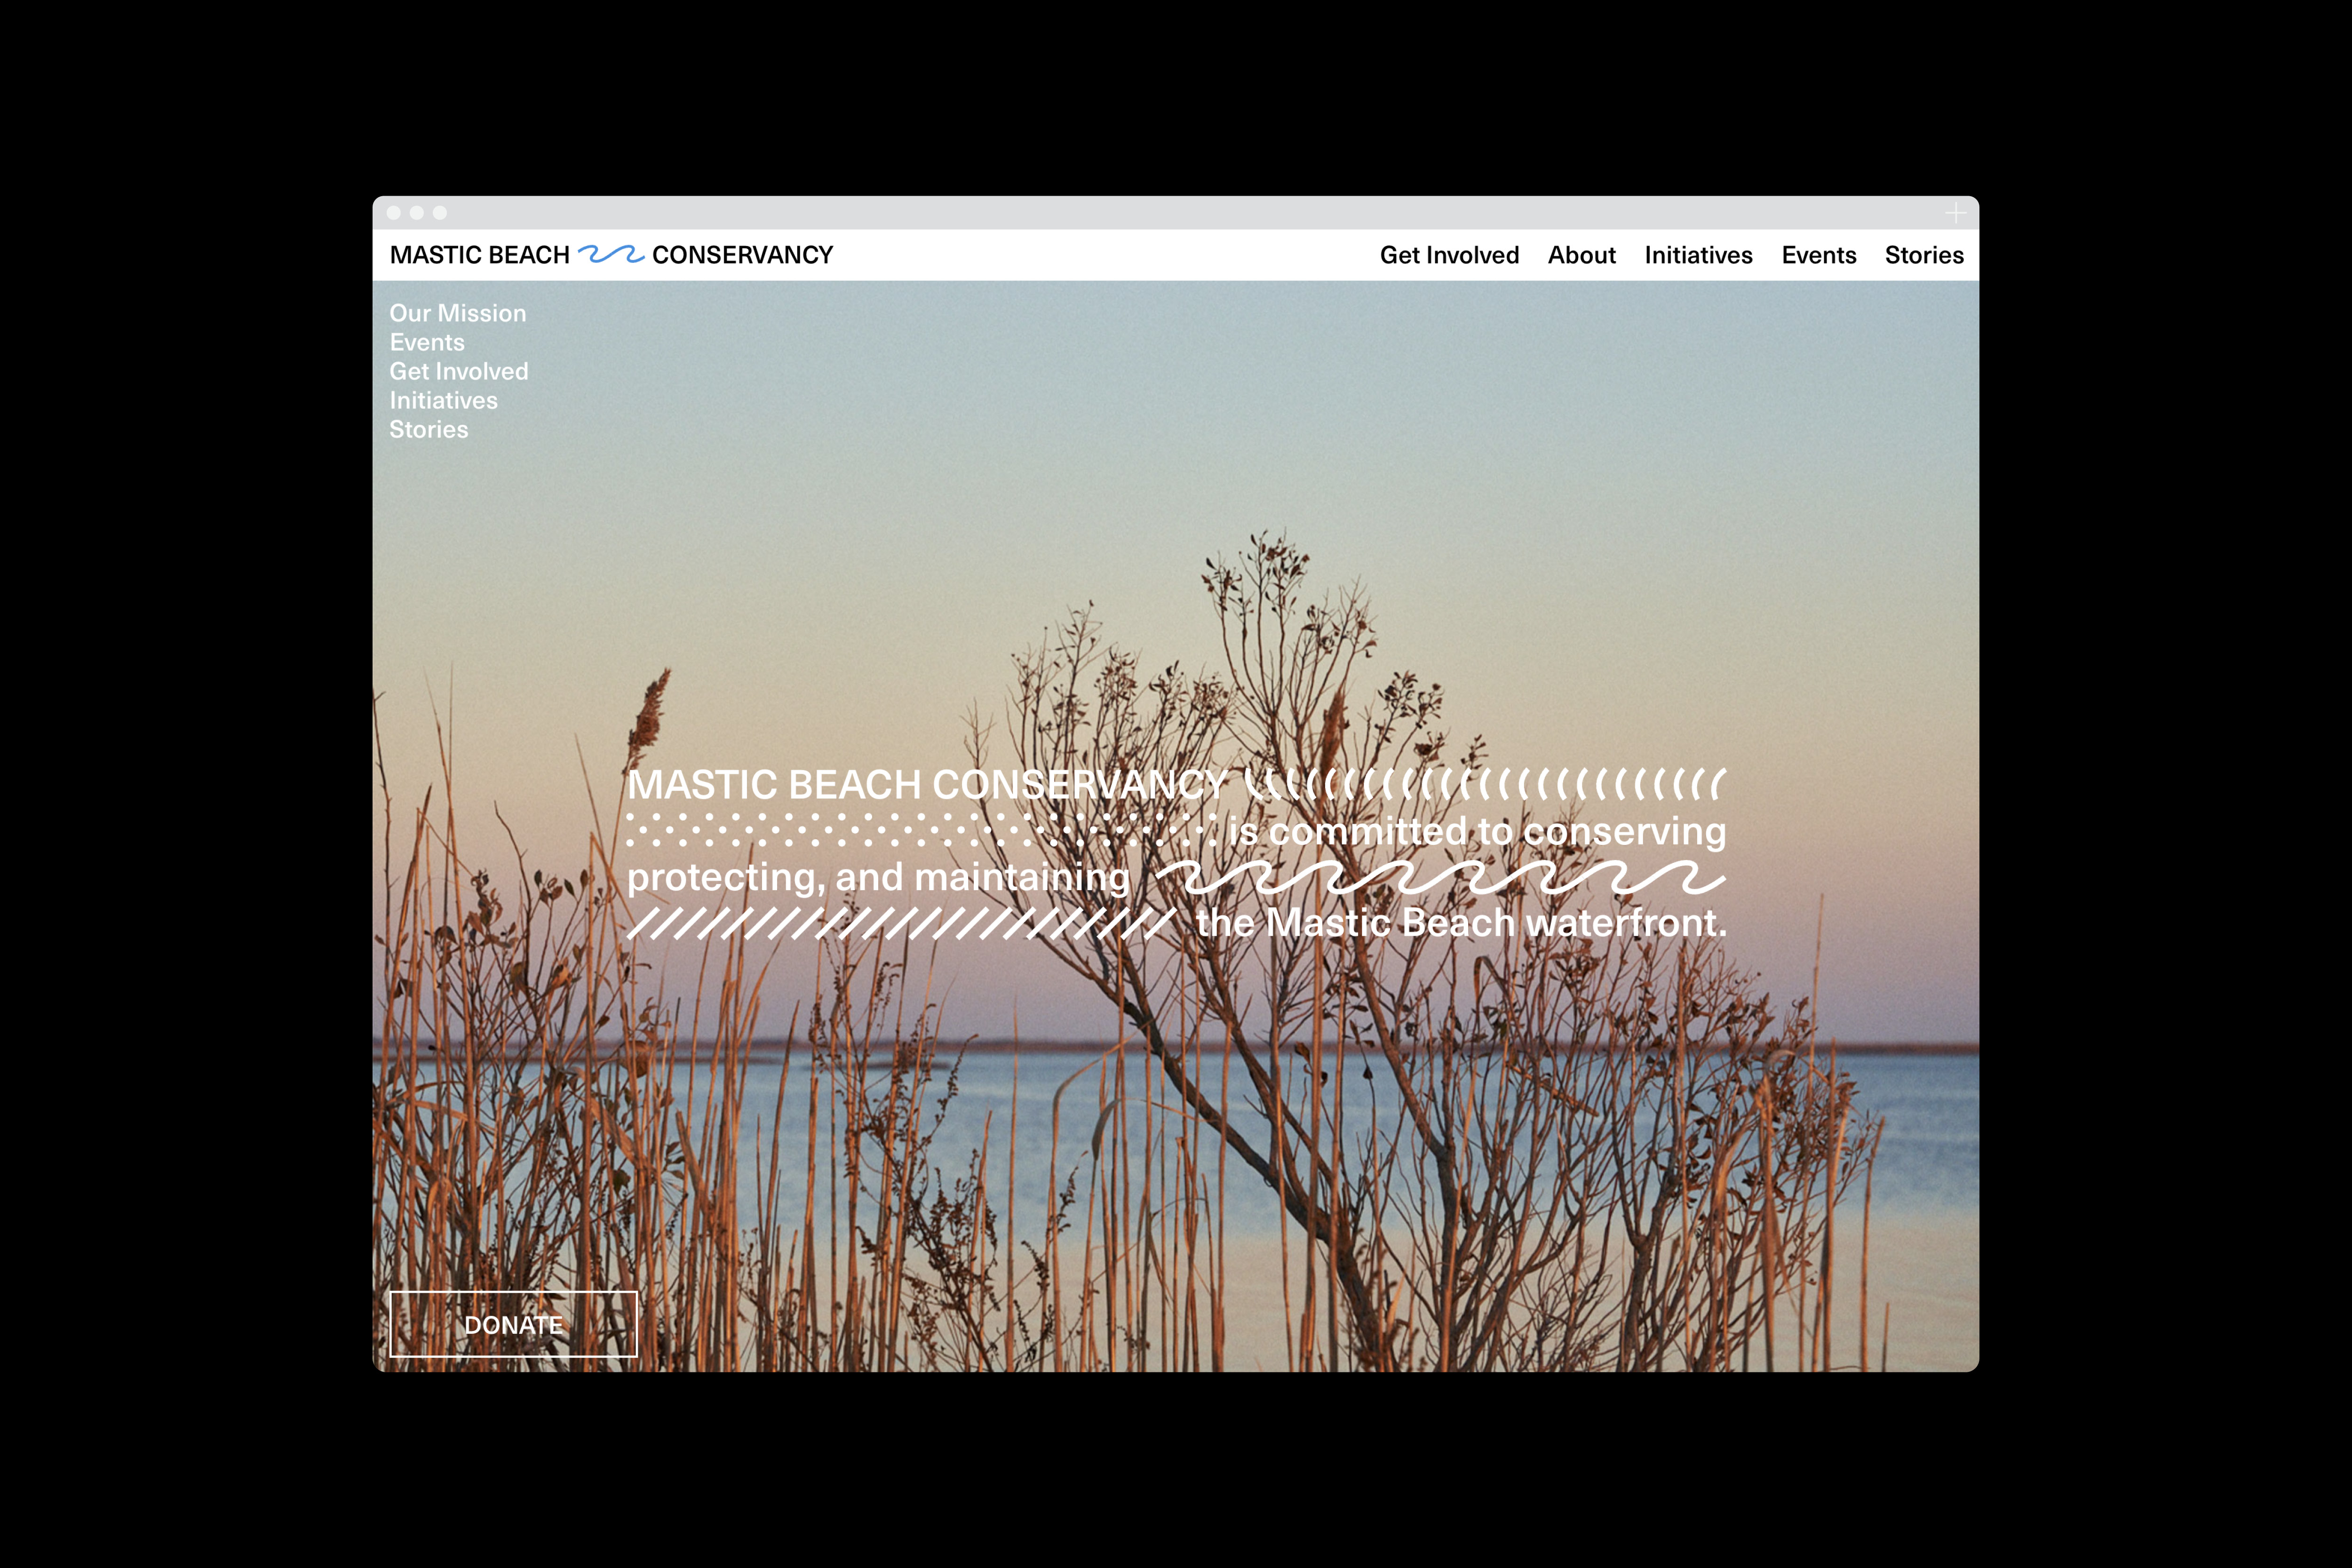 MASTIC BEACH CONSERVANCY
Get Involved About Initiatives Events Stories
Our Mission
Events
Get Involved
Initiatives
Stories
MASTIC BEACH CONSERVANCY
is committed to conserving
protecting, and maintaining
the Mastic Beach waterfront.
DONATE